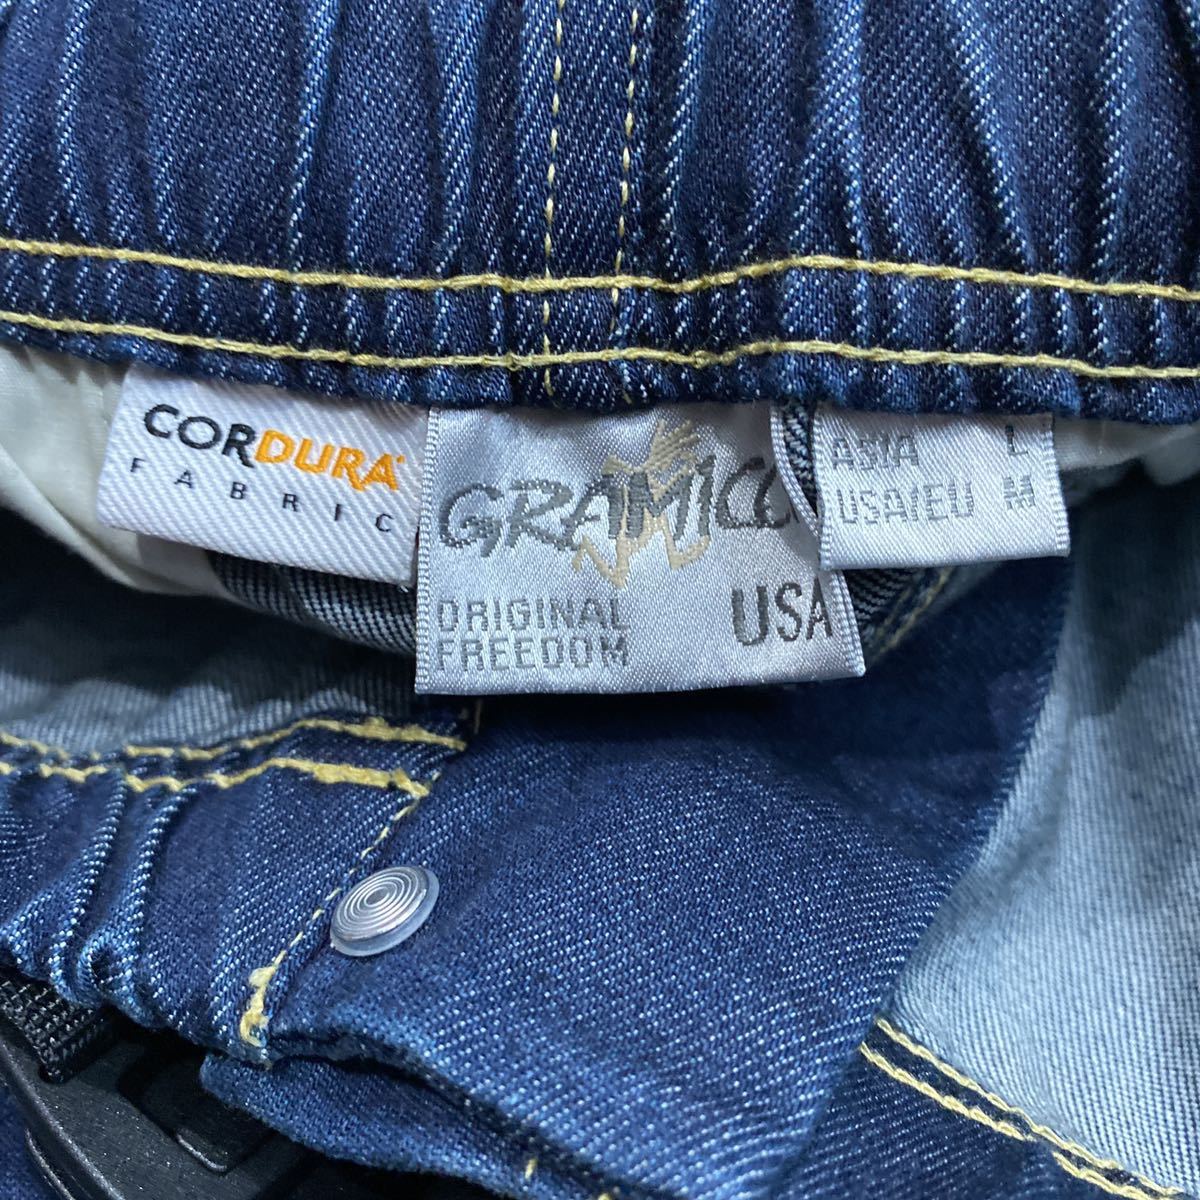 CORDURA
FABRIC
GRAMICCI
ORIGINAL
FREEDOM
USA
ASIA L
USA/EU M